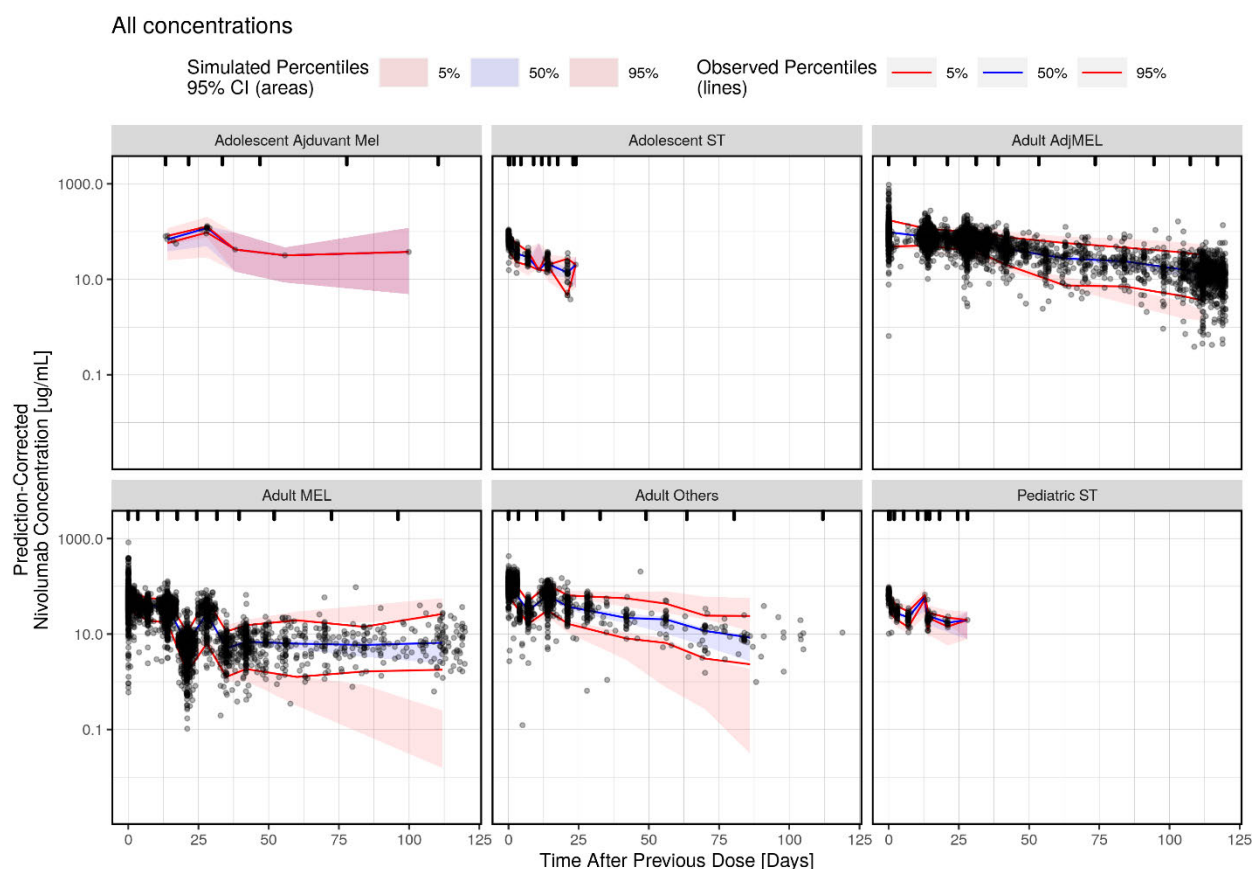 All concentrations
Simulated Percentiles
95% CI (areas)
5%
50%
95%
Observed Percentiles
(lines)
5%
50%
95%
Adolescent Ajduvant Mel
Adolescent ST
Adult AdjMEL
1000.0
10.0
0.1
Adult MEL
Adult Others
Pediatric ST
1000.0
10.0
0.1
Prediction-Corrected
Nivolumab Concentration [ug/mL]
0 25 50 75 100 125
0 25 50 75 100 125
0 25 50 75 100 125
Time After Previous Dose [Days]